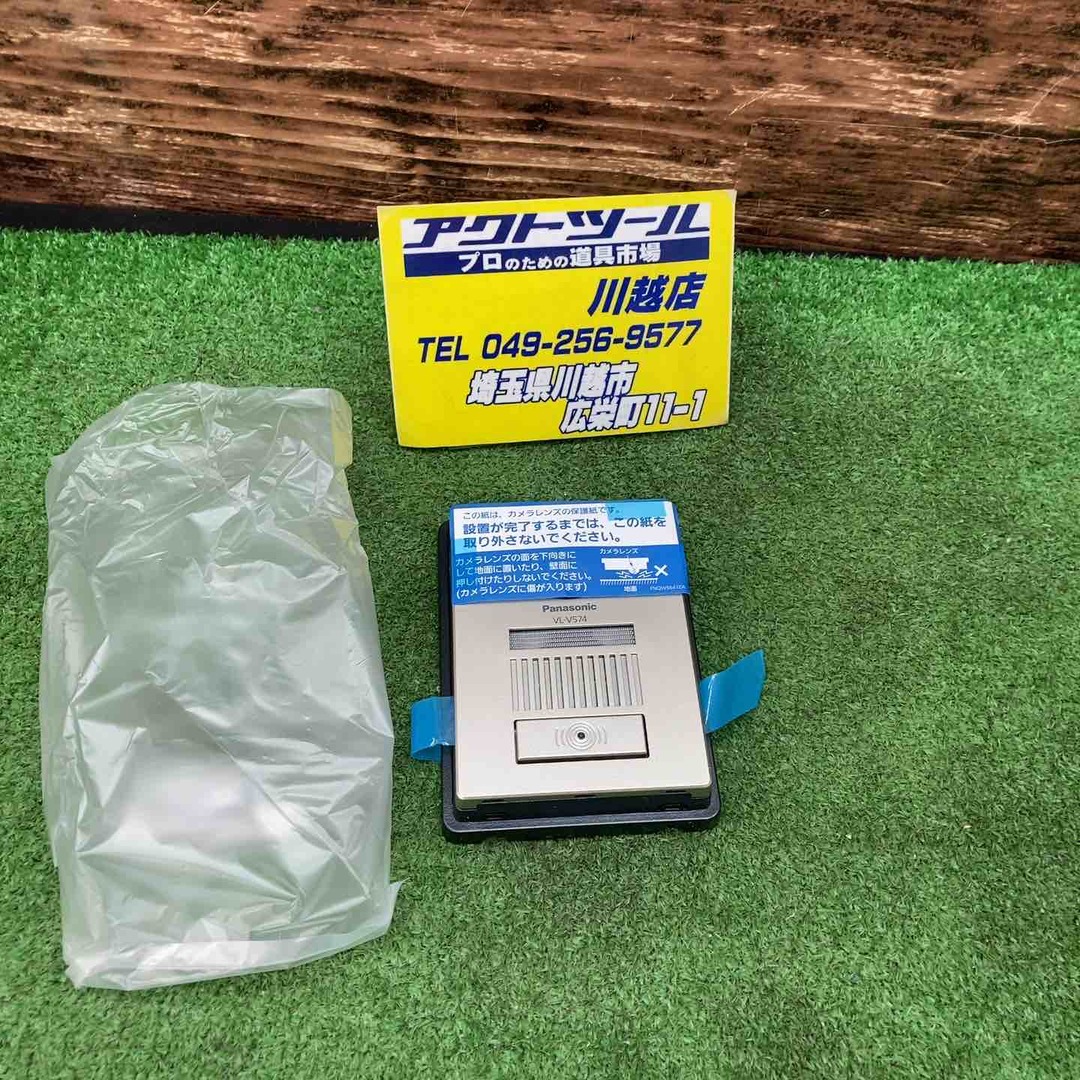 アクトツール
プロのための道具市場
川越店
TEL 049-256-9577
埼玉県川越市
広栄町11-1
この紙は、カメラレンズの保護紙です。
設置が完了するまでは、この紙を
取り外さないでください。
カメラレンズの面を下向きに
して地面に置いたり、壁面に
押し付けたりしないでください。
(カメラレンズに傷が入ります)
カメラレンズ
地面
Panasonic
VL-V574